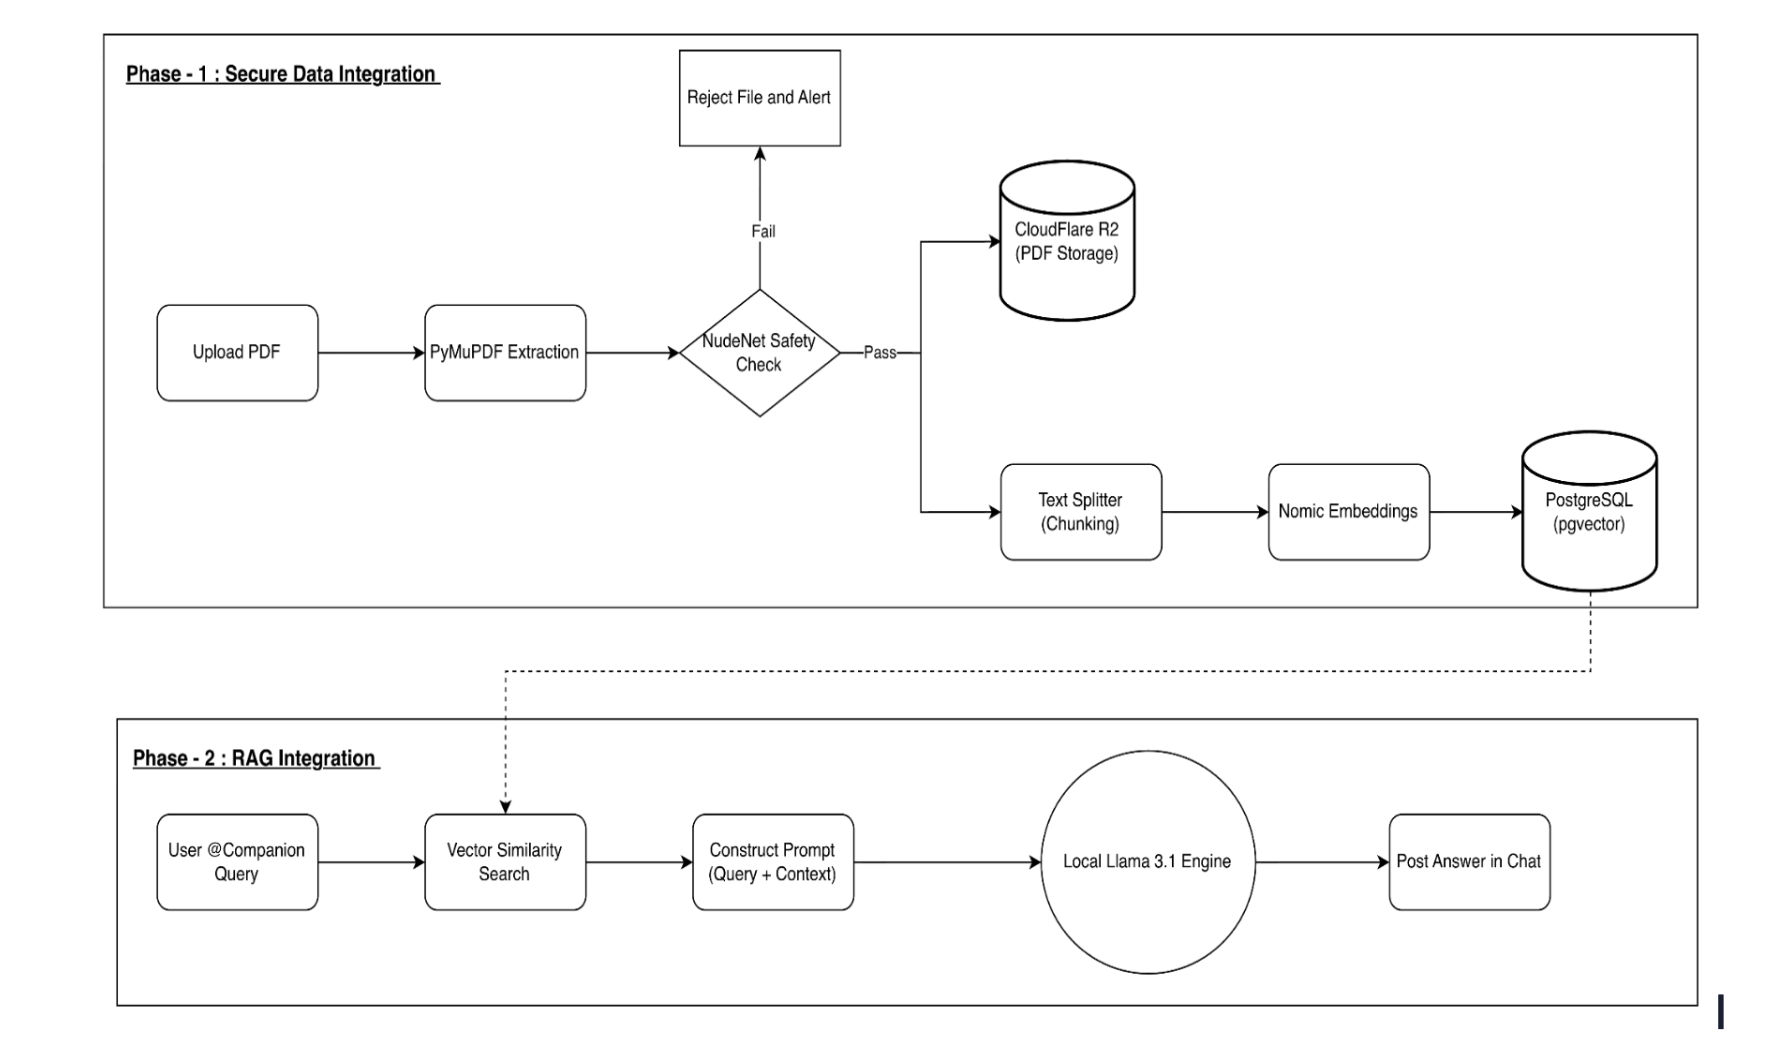 Phase - 1 : Secure Data Integration
Reject File and Alert
Fail
CloudFlare R2
(PDF Storage)
Upload PDF
PyMuPDF Extraction
NudeNet Safety
Check
Pass
Text Splitter
(Chunking)
Nomic Embeddings
PostgreSQL
(pgvector)
Phase - 2 : RAG Integration
User @Companion
Query
Vector Similarity
Search
Construct Prompt
(Query + Context)
Local Llama 3.1 Engine
Post Answer in Chat